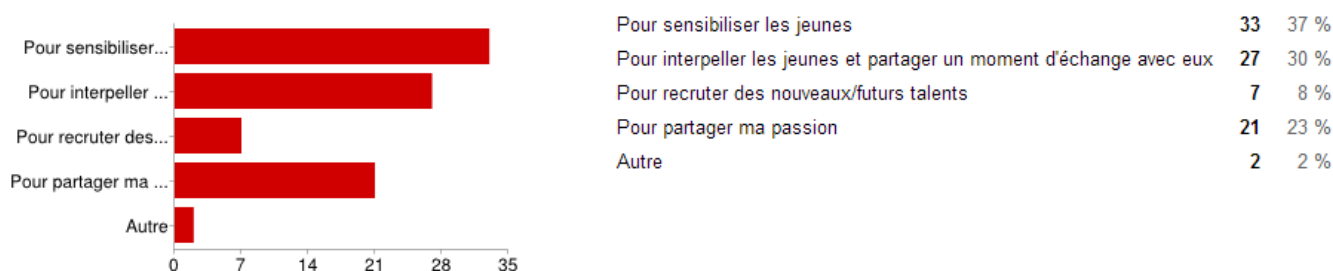 Pour sensibiliser...
Pour interpeller ...
Pour recruter des...
Pour partager ma ...
Autre
0 7 14 21 28 35
Pour sensibiliser les jeunes 33 37 %
Pour interpeller les jeunes et partager un moment d'échange avec eux 27 30 %
Pour recruter des nouveaux/futurs talents 7 8 %
Pour partager ma passion 21 23 %
Autre 2 2 %